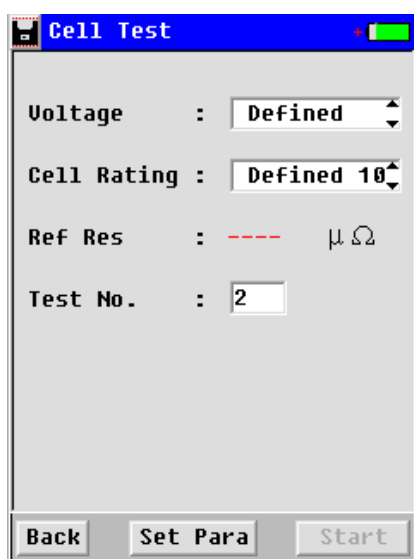 Cell Test
Voltage : Defined
Cell Rating : Defined 10
Ref Res : ---- μΩ
Test No. : 2
Back Set Para Start